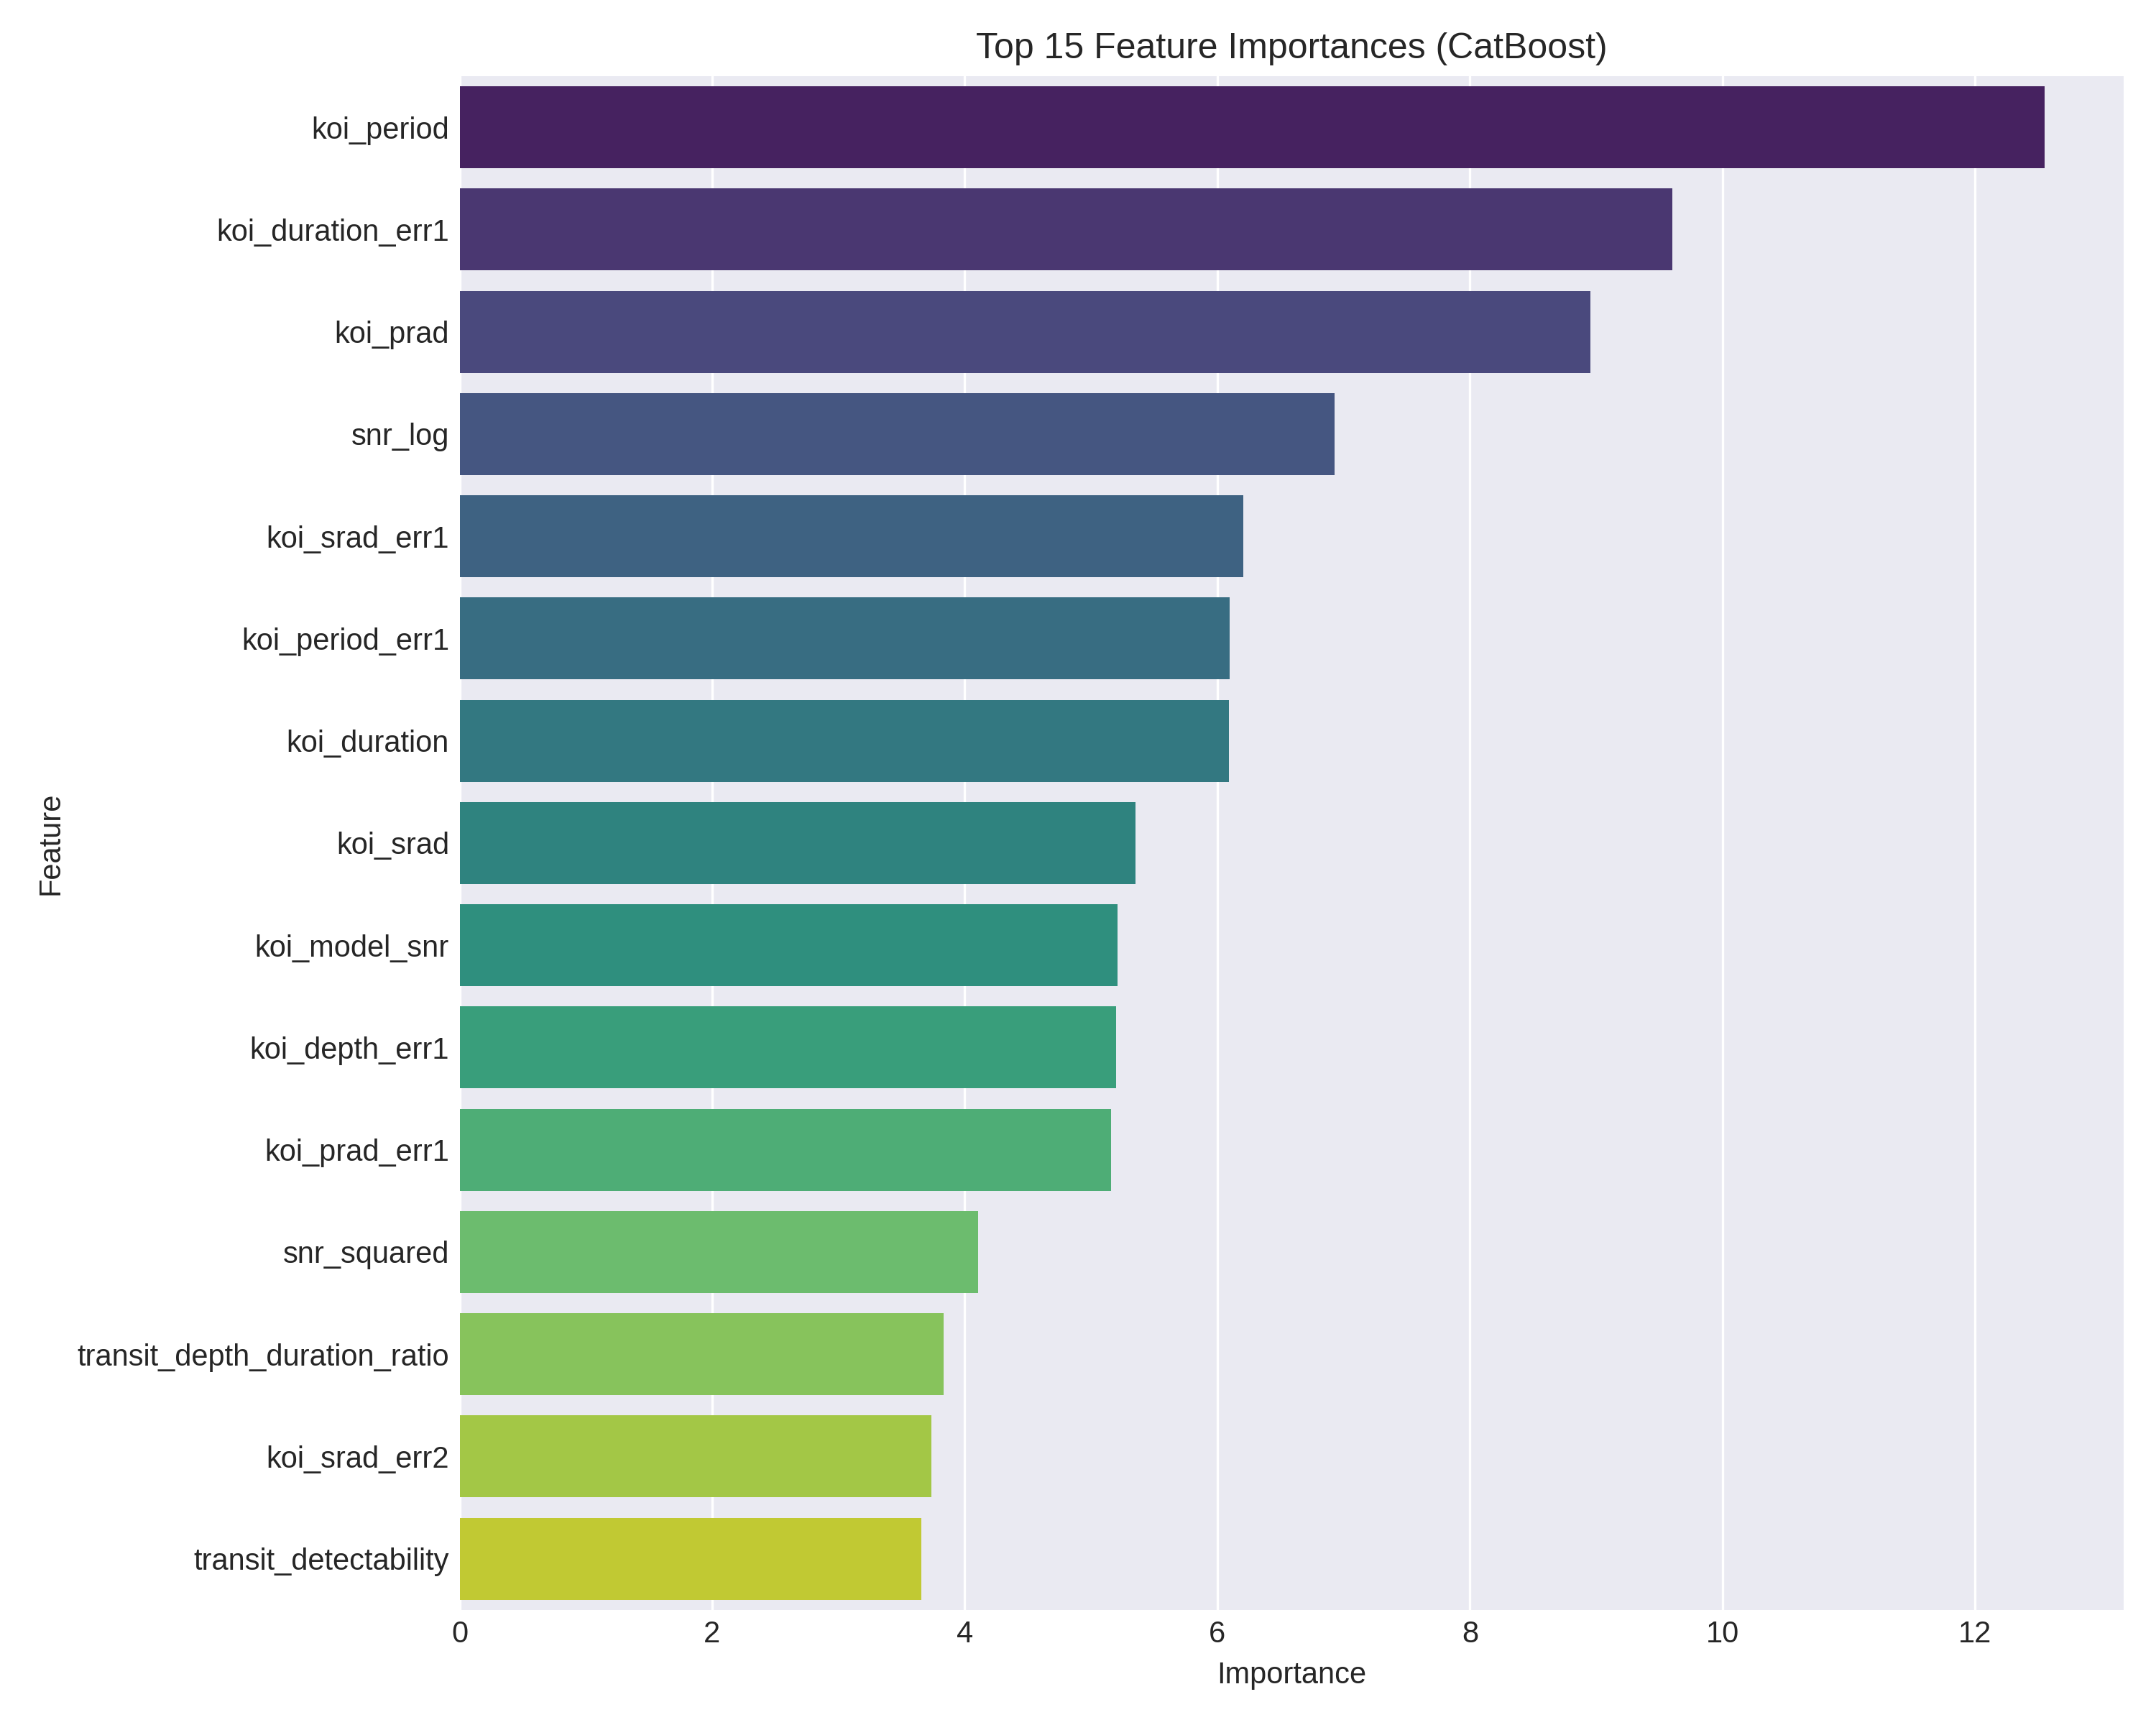 Top 15 Feature Importances (CatBoost)
koi_period
koi_duration_err1
koi_prad
snr_log
koi_srad_err1
koi_period_err1
koi_duration
koi_srad
koi_model_snr
koi_depth_err1
koi_prad_err1
snr_squared
transit_depth_duration_ratio
koi_srad_err2
transit_detectability
Feature
0 2 4 6 8 10 12
Importance